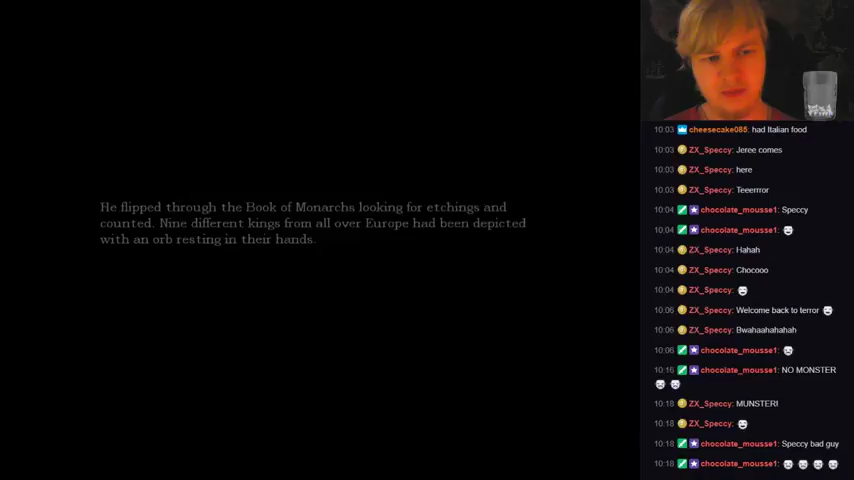 He flipped through the Book of Monarchs looking for etchings and
counted. Nine different kings from all over Europe had been depicted
with an orb resting in their hands.
10:03 cheesecake085: had Italian food
10:03 ZX_Speccy: Jeree comes
10:03 ZX_Speccy: here
10:03 ZX_Speccy: Teeerrror
10:04 chocolate_mousse1: Speccy
10:04 chocolate_mousse1:
10:04 ZX_Speccy: Hahah
10:04 ZX_Speccy: Chocooo
10:04 ZX_Speccy:
10:06 ZX_Speccy: Welcome back to terror
10:06 ZX_Speccy: Bwahaahahahah
10:06 chocolate_mousse1:
10:16 chocolate_mousse1: NO MONSTER
10:18 ZX_Speccy: MUNSTERI
10:18 ZX_Speccy:
10:18 chocolate_mousse1: Speccy bad guy
10:18 chocolate_mousse1: